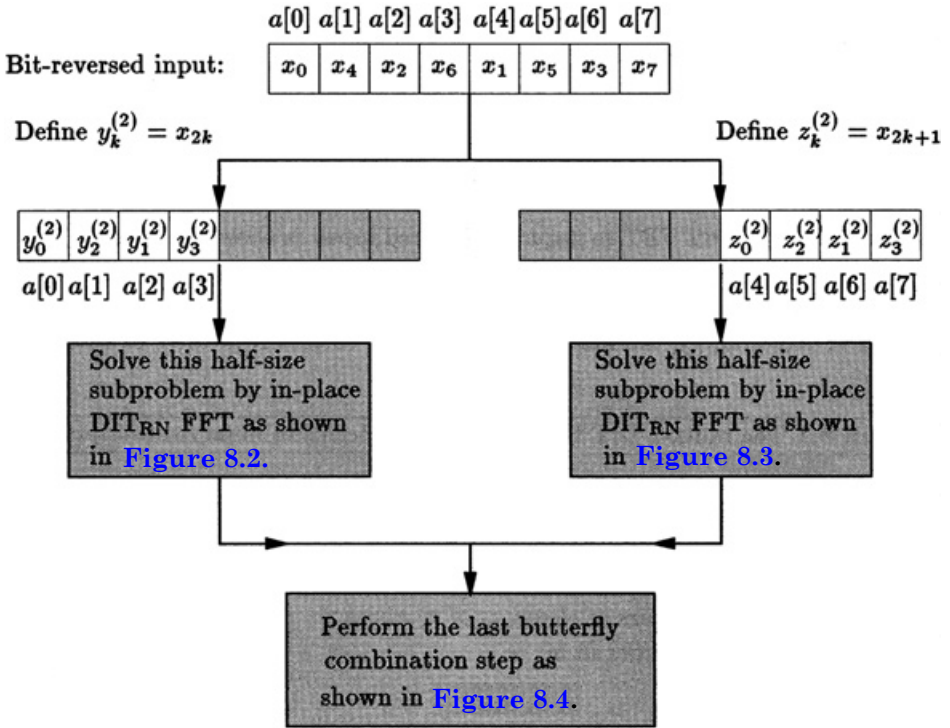 a[0] a[1] a[2] a[3] a[4] a[5] a[6] a[7]
Bit-reversed input: x₀ x₄ x₂ x₆ x₁ x₅ x₃ x₇
Define y_k^(2) = x_{2k}
Define z_k^(2) = x_{2k+1}
y_0^(2) y_2^(2) y_1^(2) y_3^(2)
z_0^(2) z_2^(2) z_1^(2) z_3^(2)
a[0] a[1] a[2] a[3]
a[4] a[5] a[6] a[7]
Solve this half-size
subproblem by in-place
DIT_RN FFT as shown
in Figure 8.2.
Solve this half-size
subproblem by in-place
DIT_RN FFT as shown
in Figure 8.3.
Perform the last butterfly
combination step as
shown in Figure 8.4.